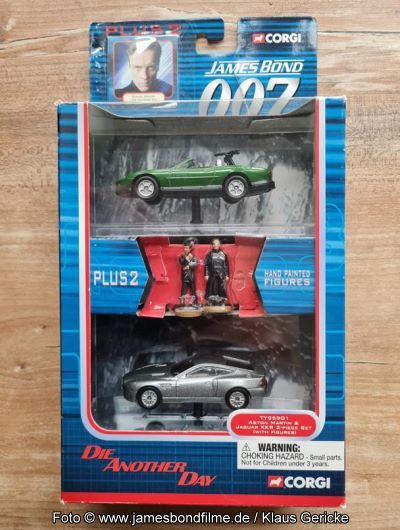 PLUS 2
CORGI
JAMES BOND
007
PLUS 2
HAND PAINTED
FIGURES
TY95901
ASTON MARTIN &
JAGUAR XKR 2-PIECE SET
(WITH FIGURES)
WARNING:
CHOKING HAZARD - Small parts.
Not for Children under 3 years.
DIE
ANOTHER
DAY
CORGI
Foto © www.jamesbondfilme.de / Klaus Gericke